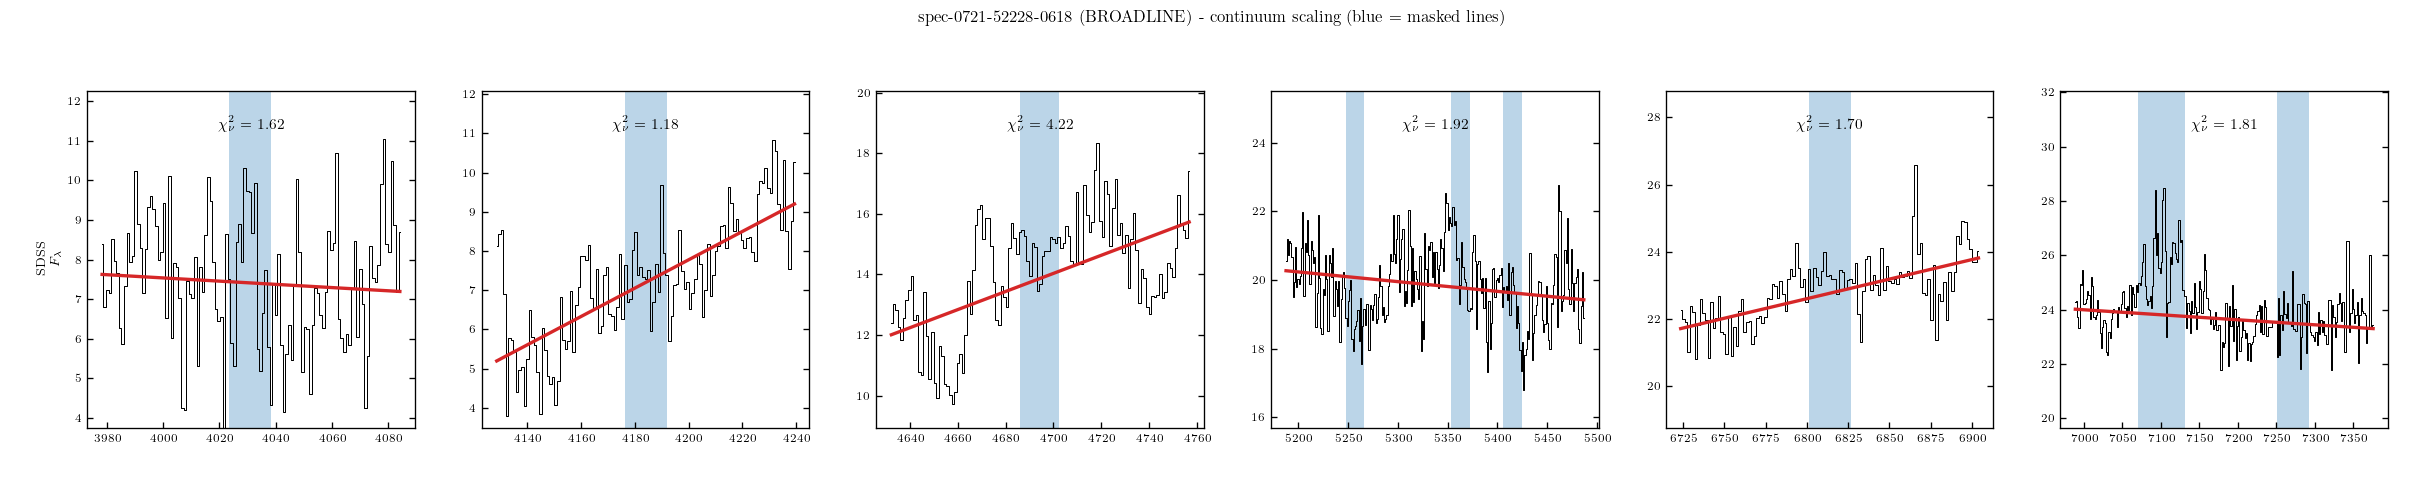 spec-0721-52228-0618 (BROADLINE) - continuum scaling (blue = masked lines)
SDSS
Fλ
χ²ν = 1.62
4 5 6 7 8 9 10 11 12
3980 4000 4020 4040 4060 4080
χ²ν = 1.18
4 5 6 7 8 9 10 11 12
4140 4160 4180 4200 4220 4240
χ²ν = 4.22
10 12 14 16 18 20
4640 4660 4680 4700 4720 4740 4760
χ²ν = 1.92
16 18 20 22 24
5200 5250 5300 5350 5400 5450 5500
χ²ν = 1.70
20 22 24 26 28
6725 6750 6775 6800 6825 6850 6875 6900
χ²ν = 1.81
20 22 24 26 28 30 32
7000 7050 7100 7150 7200 7250 7300 7350